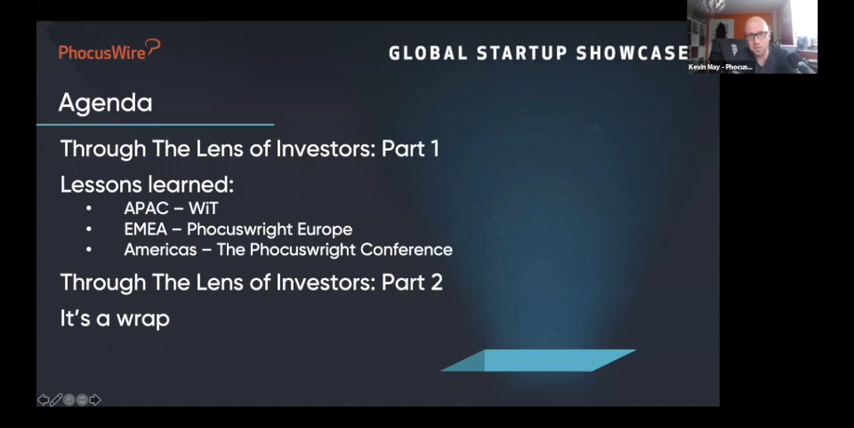 PhocusWire
GLOBAL STARTUP SHOWCASE
Kevin May - Phocus...
Agenda
Through The Lens of Investors: Part 1
Lessons learned:
• APAC – WiT
• EMEA – Phocuswright Europe
• Americas – The Phocuswright Conference
Through The Lens of Investors: Part 2
It's a wrap